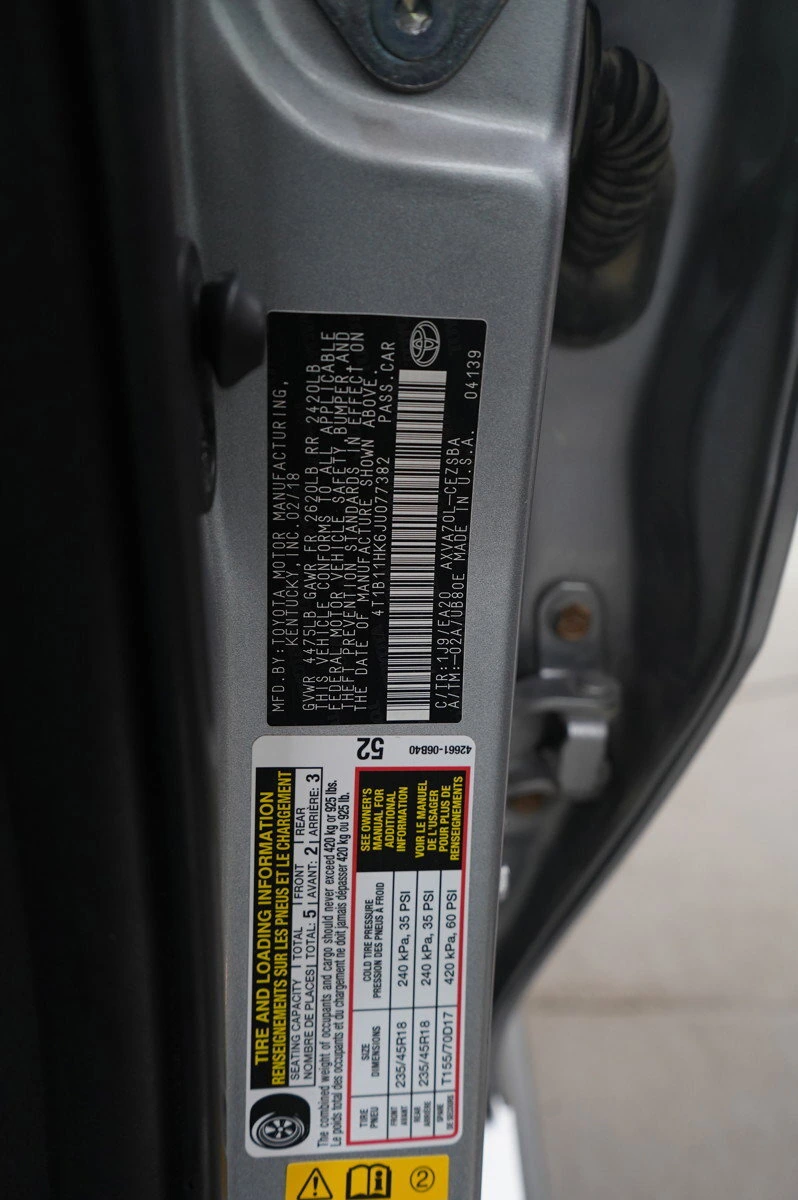 MFD.BY:TOYOTA MOTOR MANUFACTURING,
KENTUCKY,INC.02/18
GVWR 4475LB GAWR FR 2620LB RR 2420LB
THIS VEHICLE CONFORMS TO ALL APPLICABLE
FEDERAL MOTOR VEHICLE SAFETY, BUMPER,AND
THEFT PREVENTION STANDARDS IN EFFECT ON
THE DATE OF MANUFACTURE SHOWN ABOVE.
4T1B11HK6JU077382 PASS.CAR
C/TR:1J9/EA20 AXVA70L-CEZSBA
A/TM:-02A/UB80E MADE IN U.S.A. 04139
TIRE AND LOADING INFORMATION
RENSEIGNEMENTS SUR LES PNEUS ET LE CHARGEMENT
SEATING CAPACITY | TOTAL | FRONT | REAR
NOMBRE DE PLACES | TOTAL: 5 | AVANT: 2 | ARRIÈRE: 3
The combined weight of occupants and cargo should never exceed 420 kg or 925 lbs.
Le poids total des occupants et du chargement ne doit jamais dépasser 420 kg ou 925 lb.
TIRE SIZE COLD TIRE PRESSURE
PNEU DIMENSIONS PRESSION DES PNEUS À FROID
FRONT
AVANT 235/45R18 240 kPa, 35 PSI
REAR
ARRIÈRE 235/45R18 240 kPa, 35 PSI
SPARE
DE SECOURS T155/70D17 420 kPa, 60 PSI
SEE OWNER'S
MANUAL FOR
ADDITIONAL
INFORMATION
VOIR LE MANUEL
DE L'USAGER
POUR PLUS DE
RENSEIGNEMENTS
52
42661-06B40
2